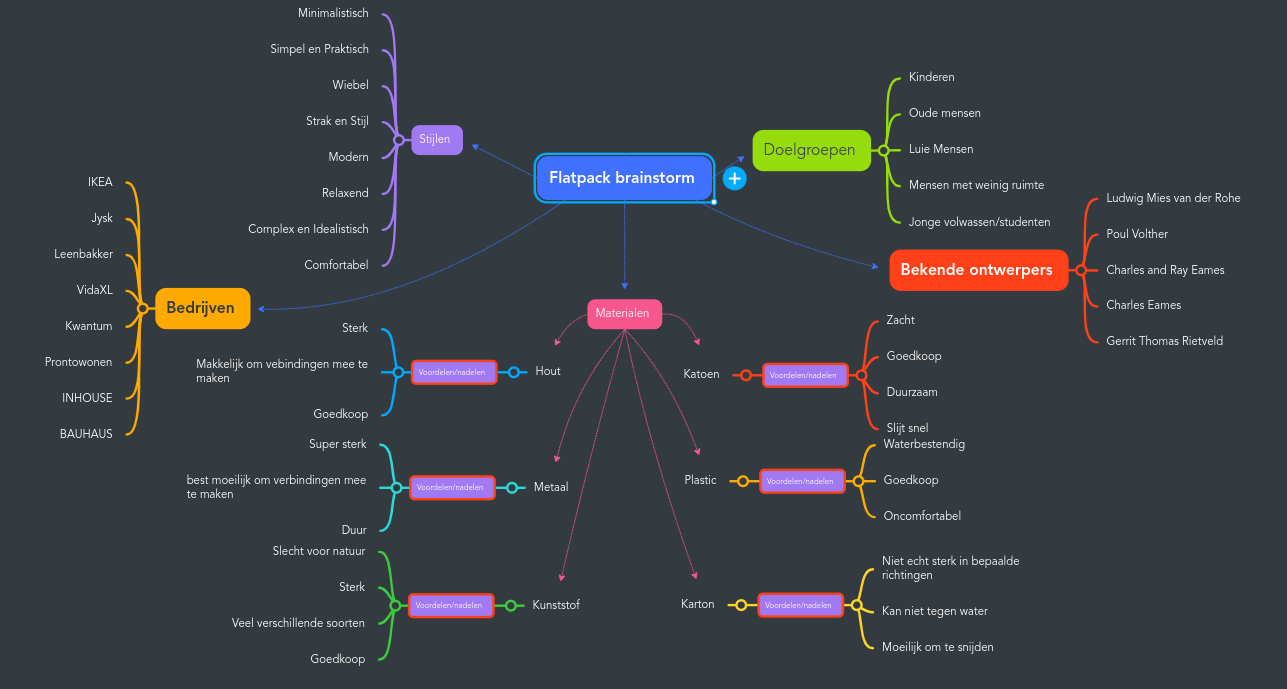 Flatpack brainstorm
Stijlen
Minimalistisch
Simpel en Praktisch
Wiebel
Strak en Stijl
Modern
Relaxend
Complex en Idealistisch
Comfortabel
Doelgroepen
Kinderen
Oude mensen
Luie Mensen
Mensen met weinig ruimte
Jonge volwassen/studenten
Bekende ontwerpers
Ludwig Mies van der Rohe
Poul Volther
Charles and Ray Eames
Charles Eames
Gerrit Thomas Rietveld
Bedrijven
IKEA
Jysk
Leenbakker
VidaXL
Kwantum
Prontowonen
INHOUSE
BAUHAUS
Materialen
Hout
Voordelen/nadelen
Sterk
Makkelijk om vebindingen mee te
maken
Goedkoop
Metaal
Voordelen/nadelen
Super sterk
best moeilijk om verbindingen mee
te maken
Duur
Kunststof
Voordelen/nadelen
Slecht voor natuur
Sterk
Veel verschillende soorten
Goedkoop
Katoen
Voordelen/nadelen
Zacht
Goedkoop
Duurzaam
Slijt snel
Plastic
Voordelen/nadelen
Waterbestendig
Goedkoop
Oncomfortabel
Karton
Voordelen/nadelen
Niet echt sterk in bepaalde
richtingen
Kan niet tegen water
Moeilijk om te snijden